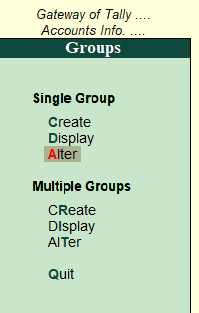 Gateway of Tally ....
Accounts Info. ....
Groups
Single Group
Create
Display
Alter
Multiple Groups
CReate
DIsplay
AlTer
Quit